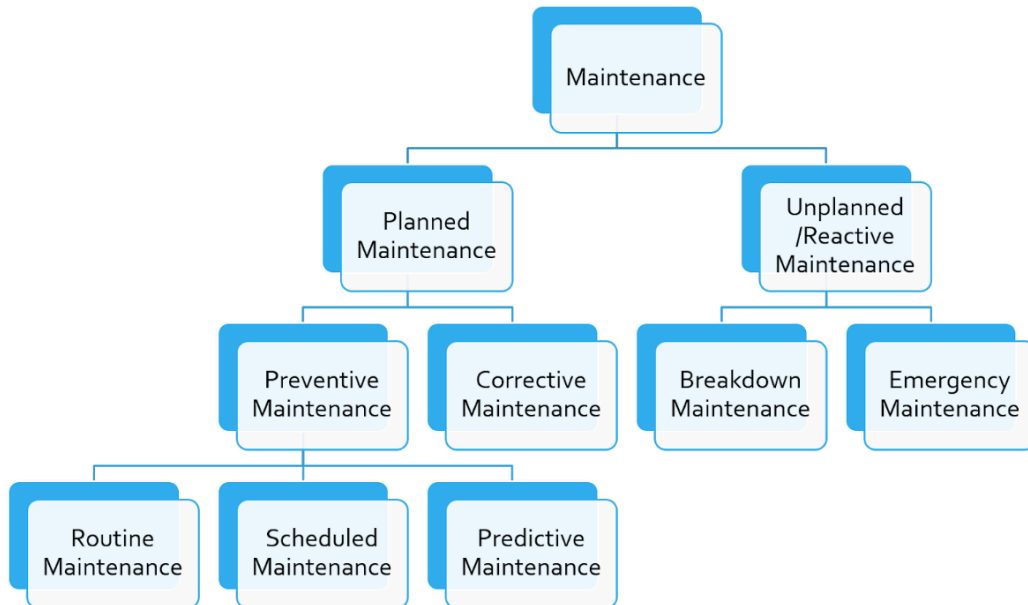 Maintenance
Planned
Maintenance
Unplanned
/Reactive
Maintenance
Preventive
Maintenance
Corrective
Maintenance
Breakdown
Maintenance
Emergency
Maintenance
Routine
Maintenance
Scheduled
Maintenance
Predictive
Maintenance